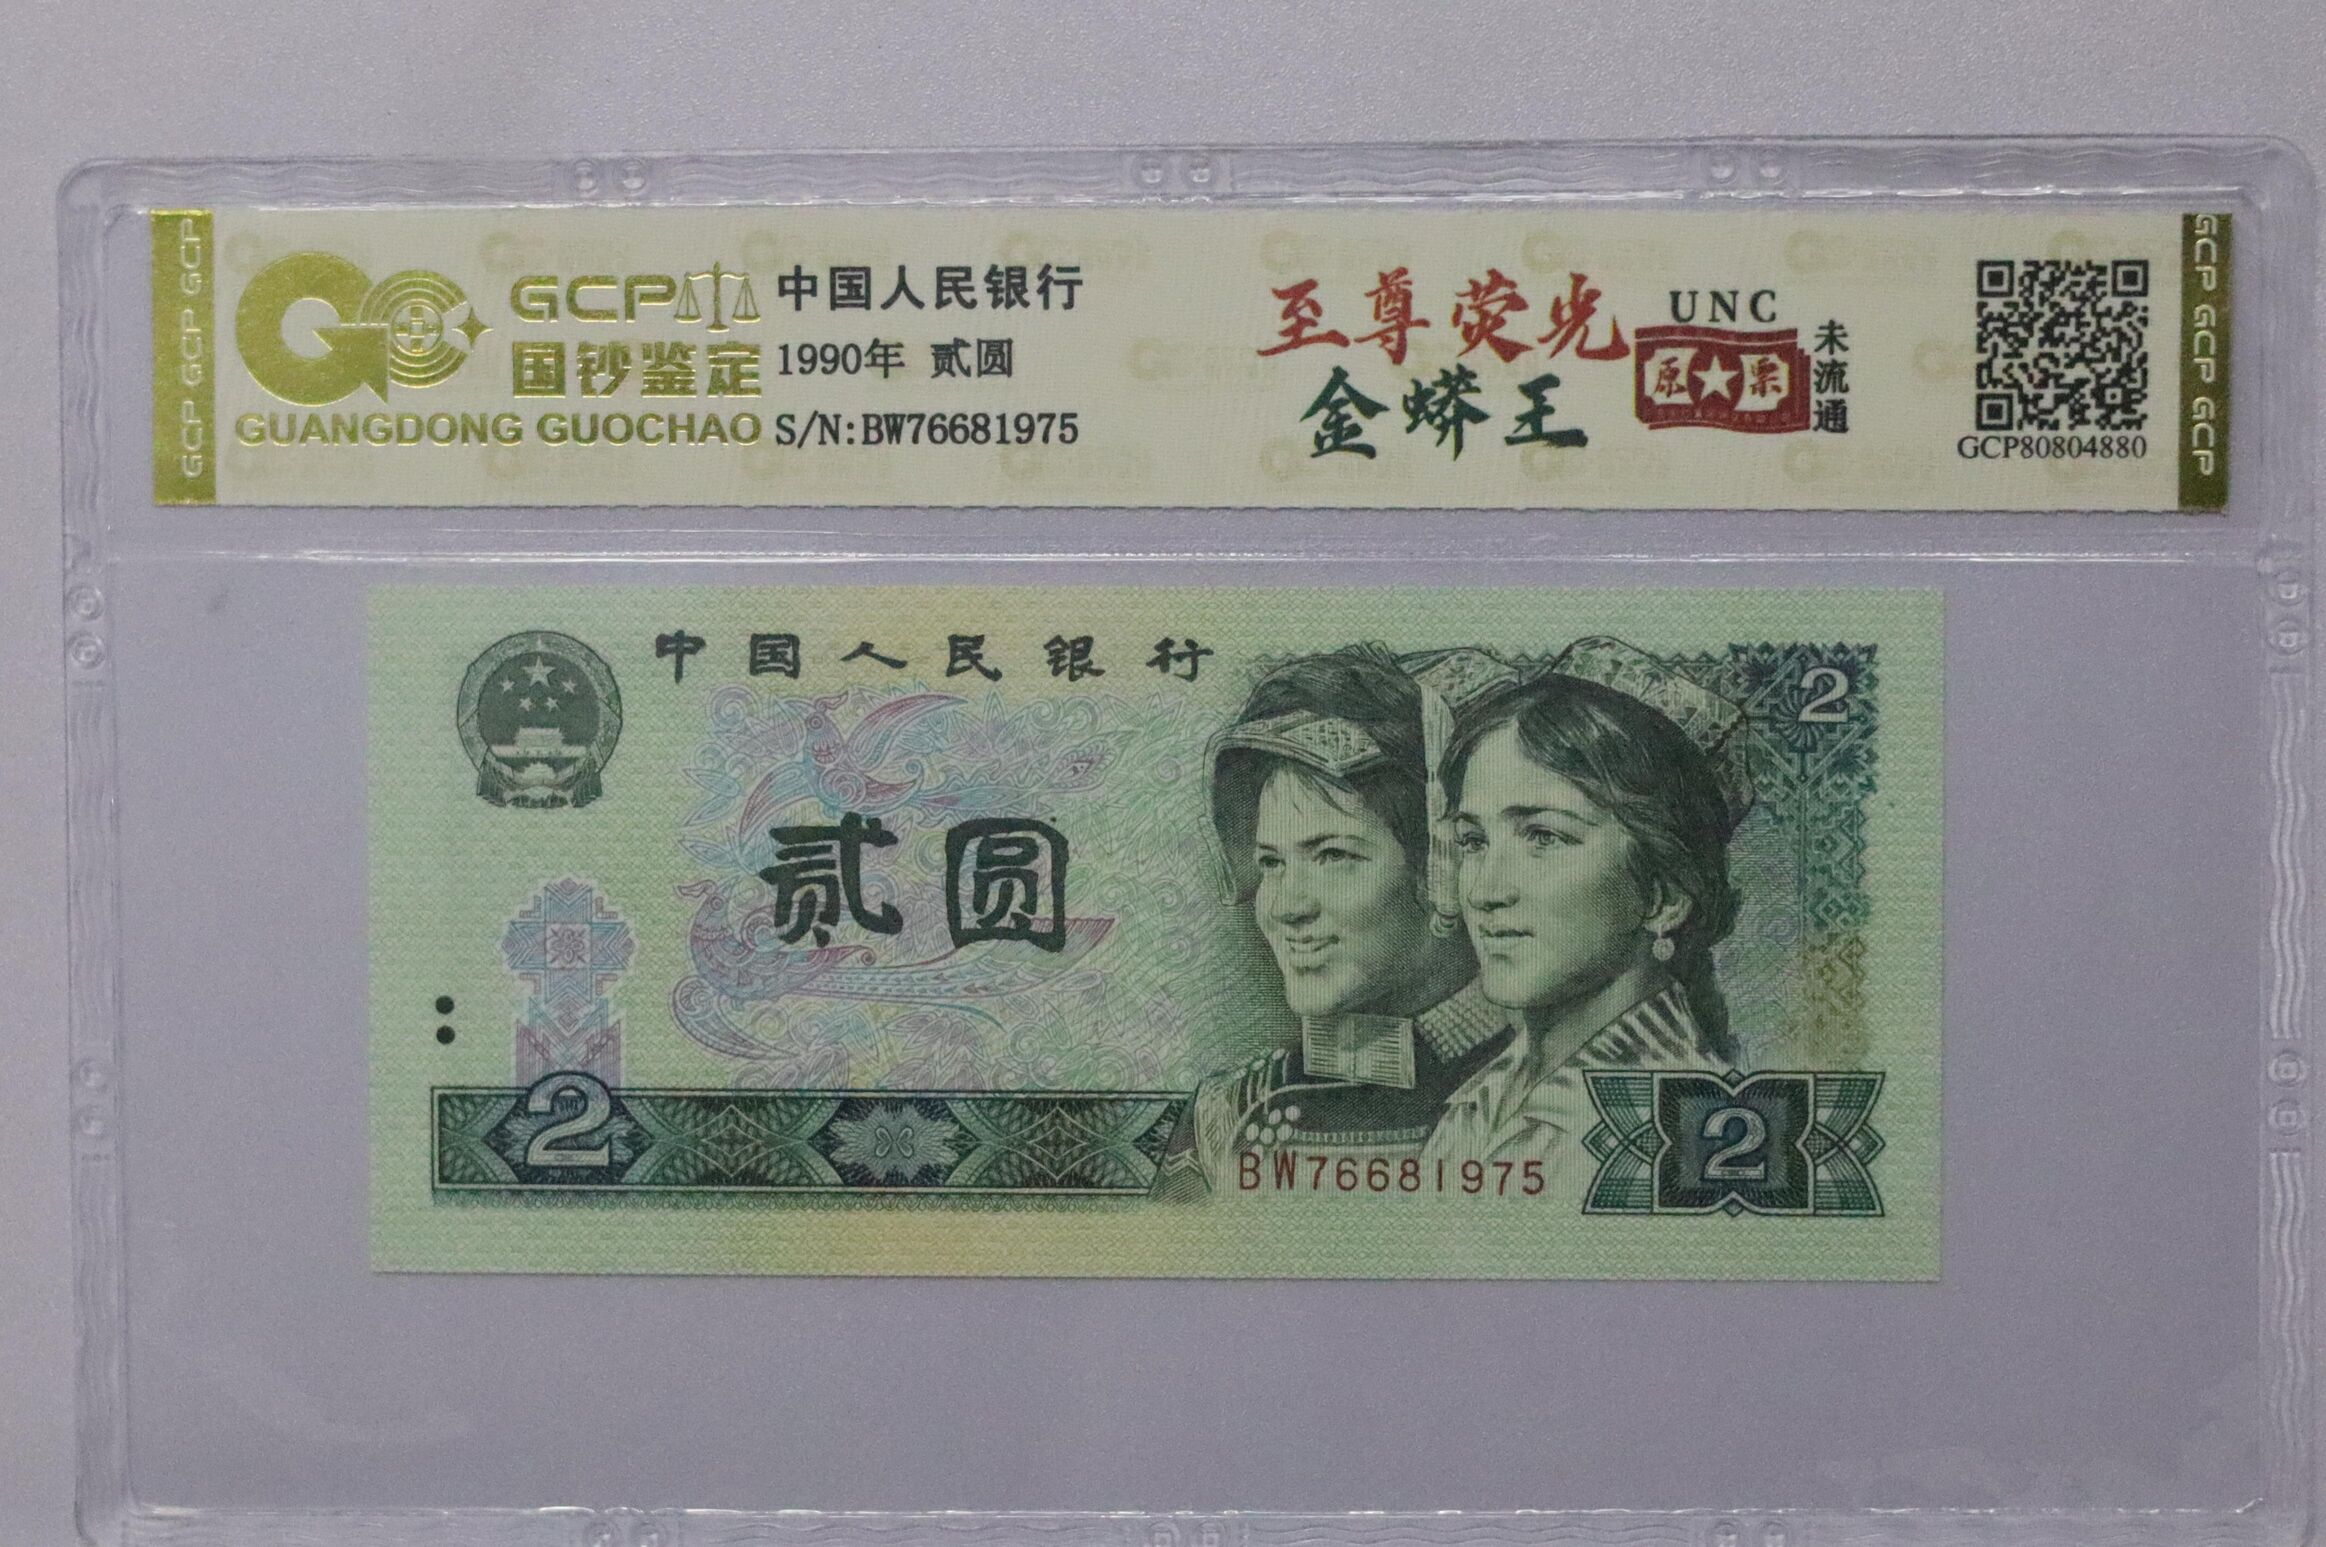 GCP GCP GCP
GCP
国钞鉴定
GUANGDONG GUOCHAO
中国人民银行
1990年 贰圆
S/N:BW76681975
至尊荧光
金蟒王
UNC
原票
未流通
GCP80804880
GCP GCP GCP
中国人民银行
2
贰圆
2
BW76681975
2